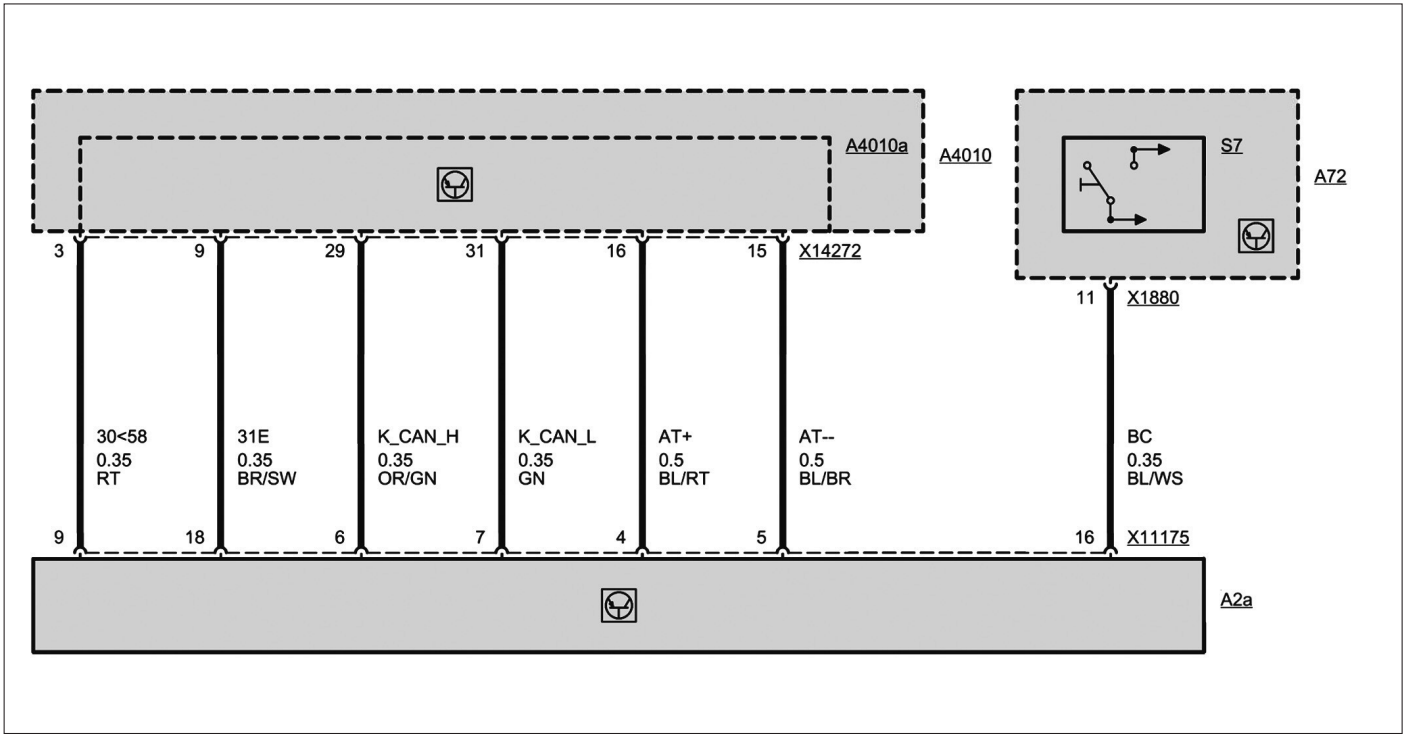 A4010a
A4010
S7
A72
3 9 29 31 16 15 X14272
11 X1880
30<58 31E K_CAN_H K_CAN_L AT+ AT-- BC
0.35 0.35 0.35 0.35 0.5 0.5 0.35
RT BR/SW OR/GN GN BL/RT BL/BR BL/WS
9 18 6 7 4 5 16 X11175
A2a